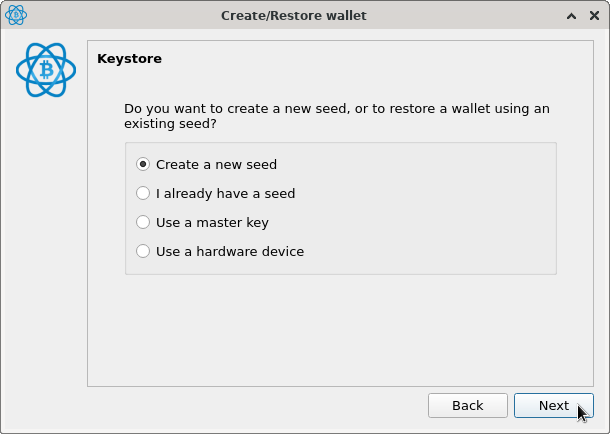 Create/Restore wallet
Keystore
Do you want to create a new seed, or to restore a wallet using an
existing seed?
Create a new seed
I already have a seed
Use a master key
Use a hardware device
Back
Next